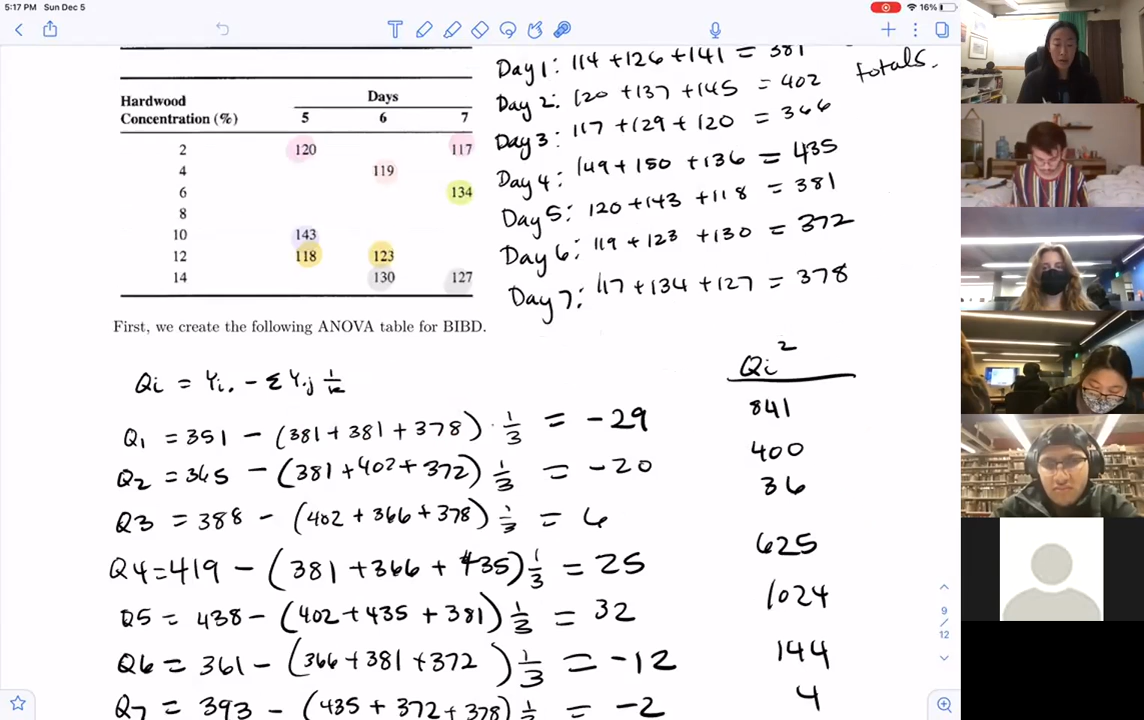 5:17 PM Sun Dec 5
16%
Hardwood Days
Concentration (%) 5 6 7
2 120 117
4 119
6 134
8
10 143
12 118 123
14 130 127
Day 1: 114 + 126 + 141 = 381
totals.
Day 2: 120 + 137 + 145 = 402
Day 3: 117 + 129 + 120 = 366
Day 4: 149 + 150 + 136 = 435
Day 5: 120 + 143 + 118 = 381
Day 6: 119 + 123 + 130 = 372
Day 7: 117 + 134 + 127 = 378
First, we create the following ANOVA table for BIBD.
Qi = Yi. - Σ Y.j 1/k
Q1 = 351 - (381 + 381 + 378) · 1/3 = -29
Q2 = 365 - (381 + 402 + 372) 1/3 = -20
Q3 = 388 - (402 + 366 + 378) 1/3 = 6
Q4 = 419 - (381 + 366 + 435) 1/3 = 25
Q5 = 438 - (402 + 435 + 381) 1/3 = 32
Q6 = 361 - (366 + 381 + 372) 1/3 = -12
Q7 = 393 - (435 + 372 + 378) 1/3 = -2
Qi²
841
400
36
625
1024
144
4
9
/
12